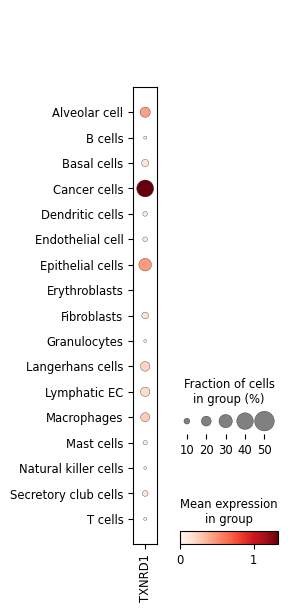 Alveolar cell
B cells
Basal cells
Cancer cells
Dendritic cells
Endothelial cell
Epithelial cells
Erythroblasts
Fibroblasts
Granulocytes
Langerhans cells
Lymphatic EC
Macrophages
Mast cells
Natural killer cells
Secretory club cells
T cells
TXNRD1
Fraction of cells
in group (%)
10 20 30 40 50
Mean expression
in group
0 1